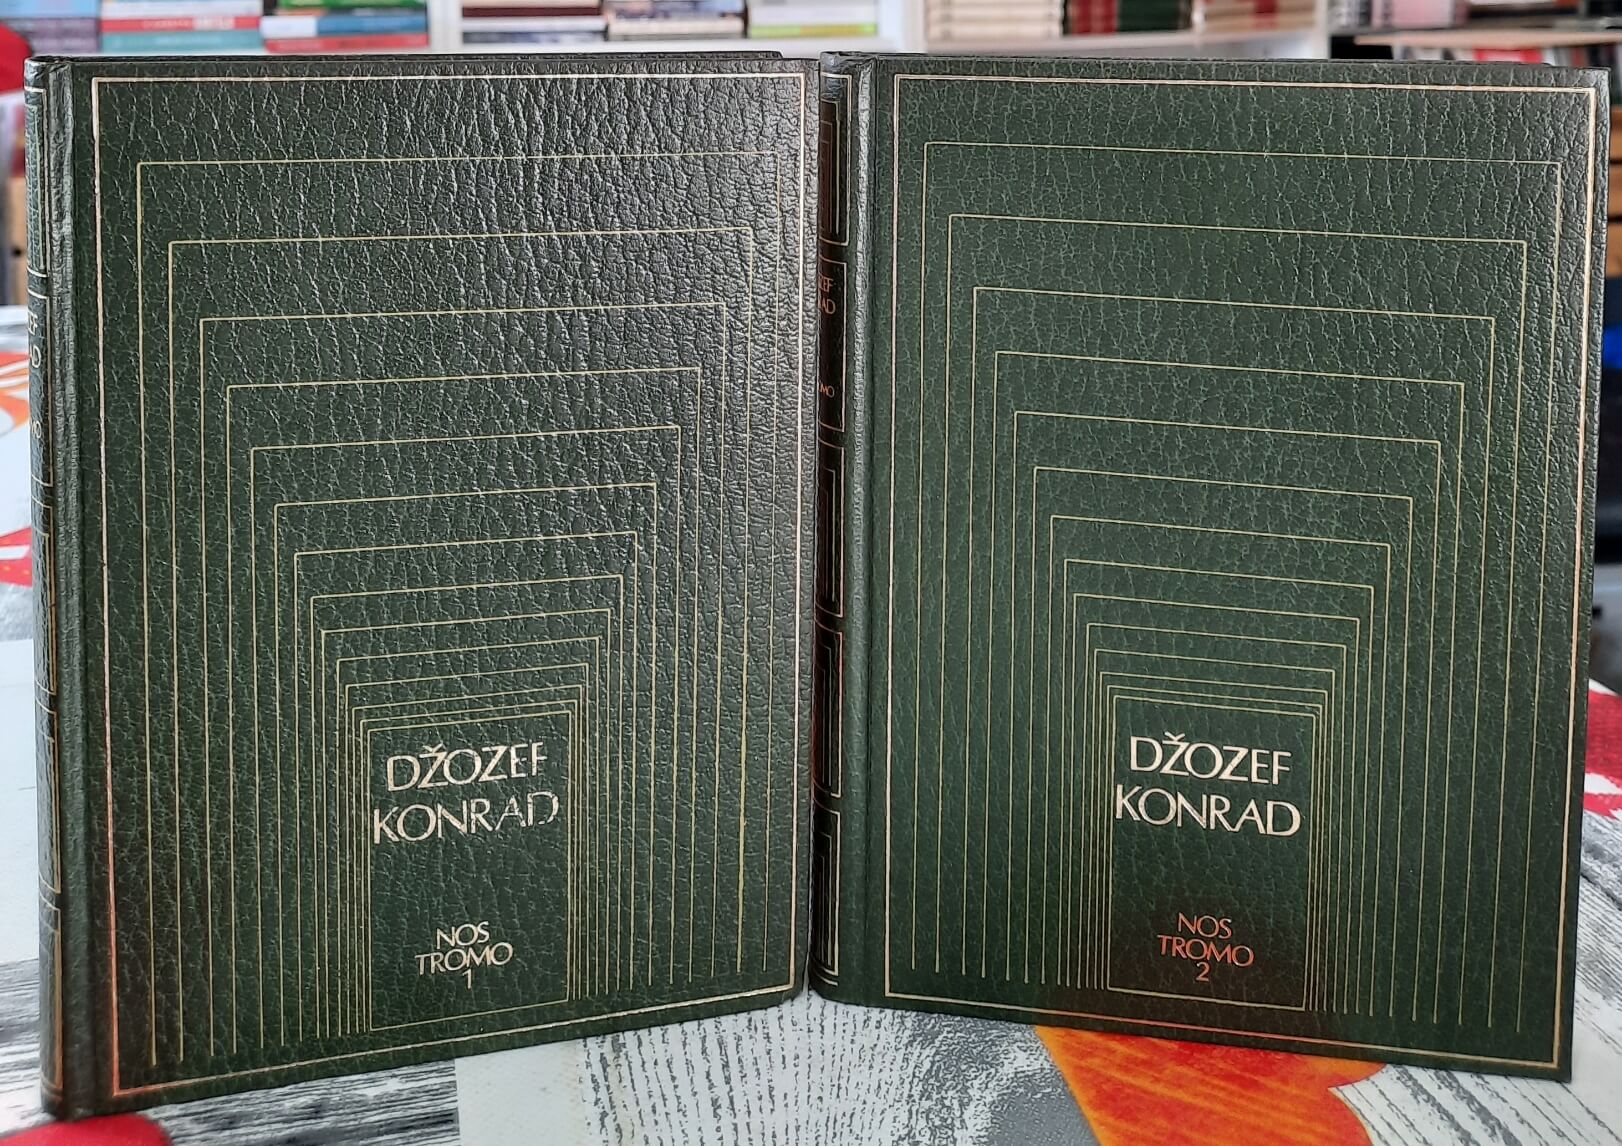 DŽOZEF
KONRAD
NOS
TROMO
1
DŽOZEF
KONRAD
NOS
TROMO
2